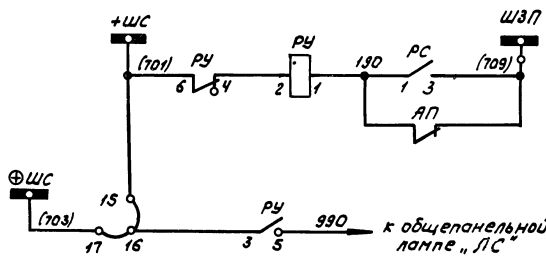 +ШС
ШЗП
(701)
РУ
6 4
РУ
2 1
190
РС
1 3
(709)
АП
⊕ШС
(703)
15
17 16
РУ
3 5
990
к общепанельной
лампе „ЛС"